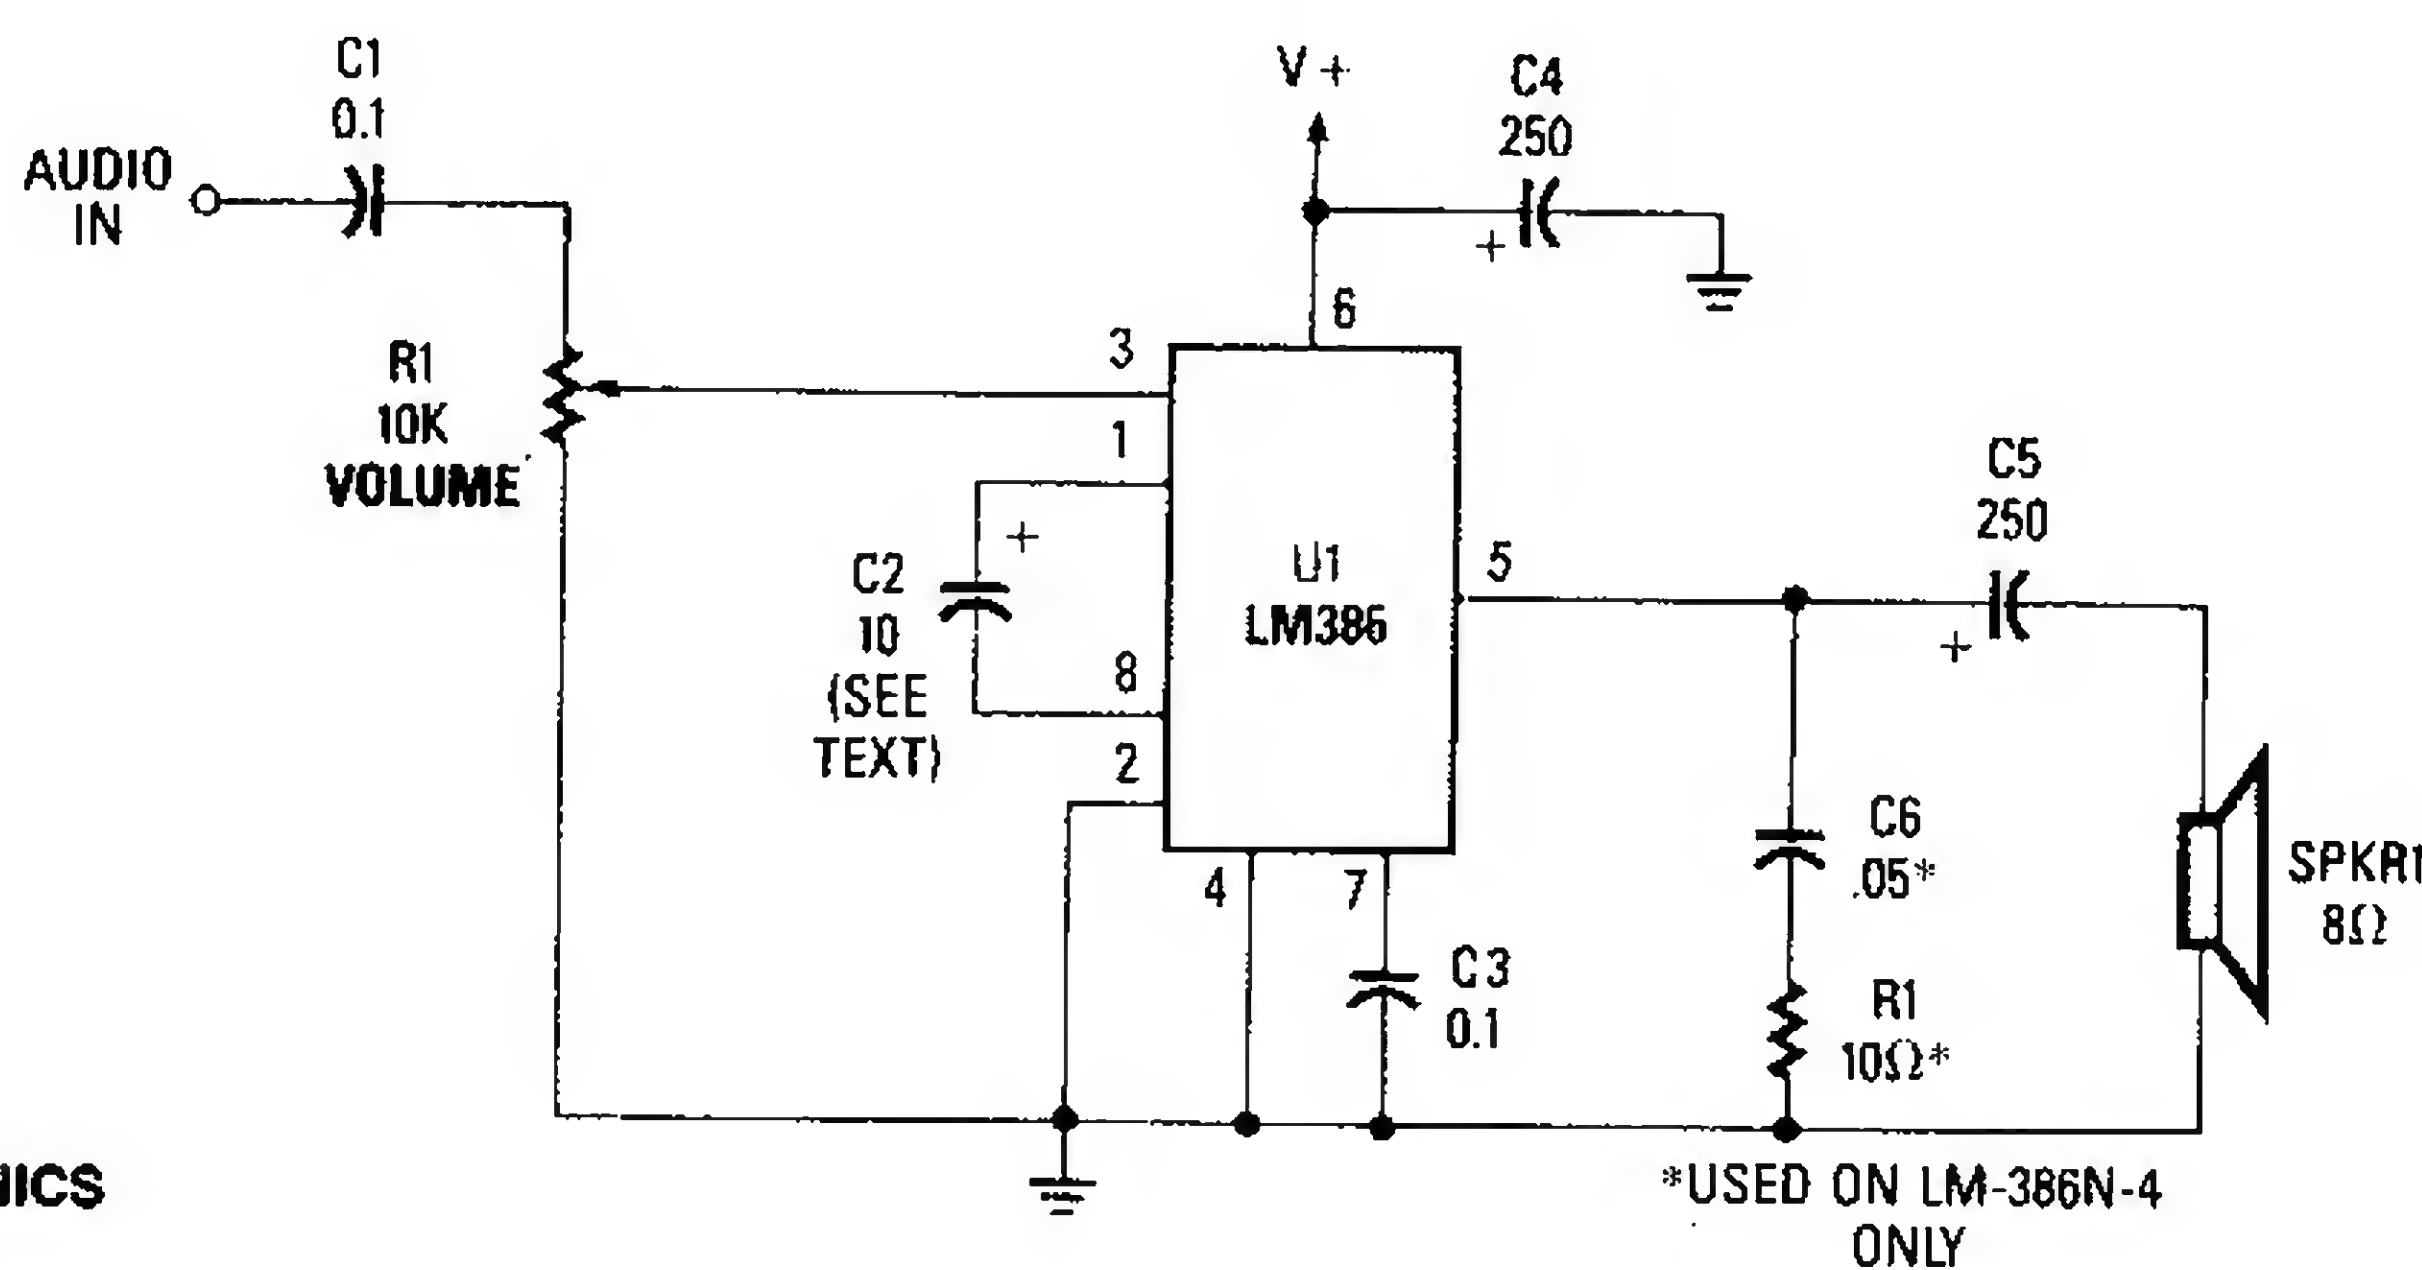 C1
0.1
AUDIO
IN
R1
10K
VOLUME
V +
C4
250
+
6
3
1
+
C2
10
(SEE
TEXT)
8
2
U1
LM386
5
4
7
C3
0.1
C5
250
+
C6
.05*
R1
10Ω*
SPKR1
8Ω
*USED ON LM-386N-4
ONLY